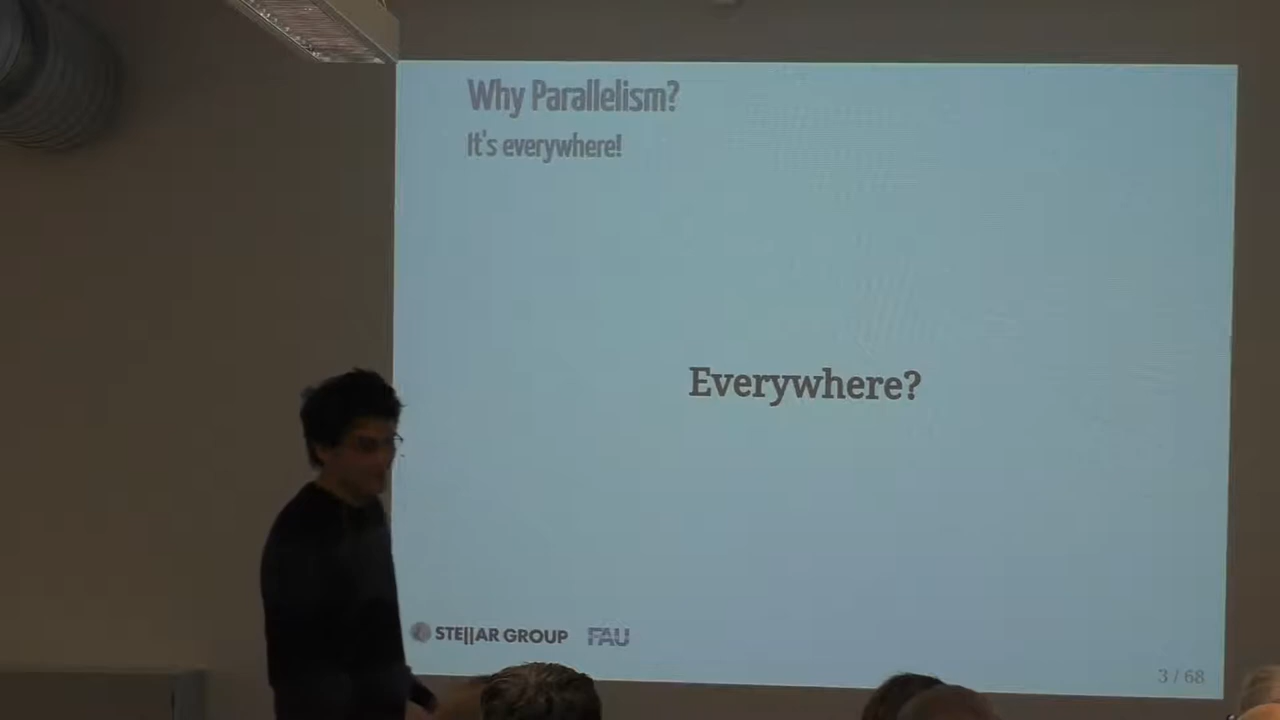 Why Parallelism?
It's everywhere!
Everywhere?
STE||AR GROUP FAU
3 / 68